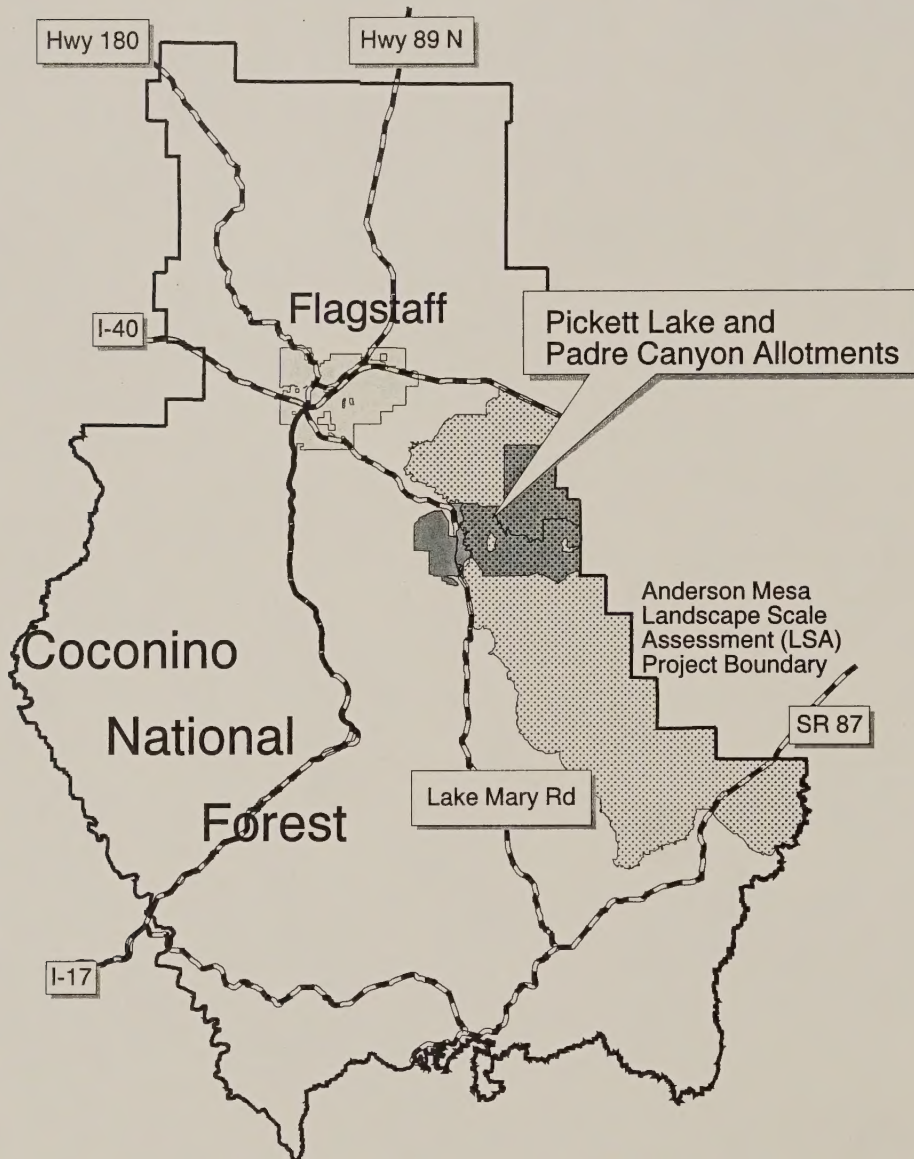 Hwy 180
Hwy 89 N
Flagstaff
I-40
Pickett Lake and
Padre Canyon Allotments
Anderson Mesa
Landscape Scale
Assessment (LSA)
Project Boundary
Coconino
National
Forest
SR 87
Lake Mary Rd
I-17